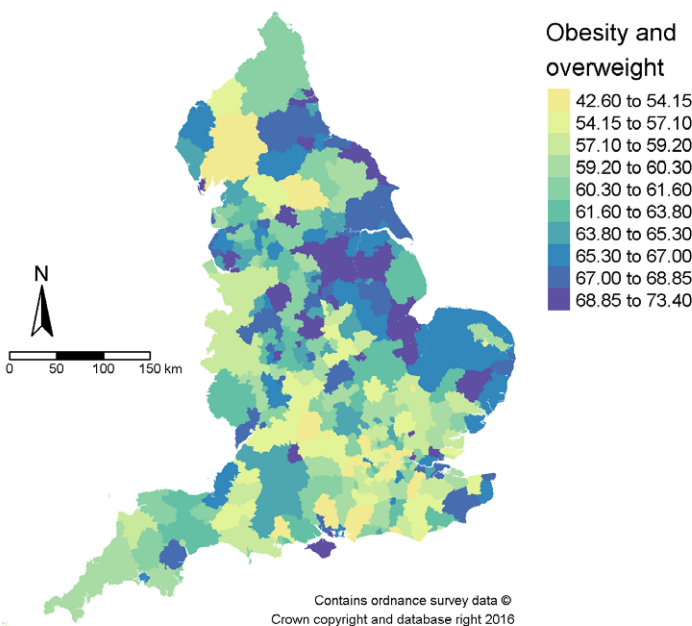 Obesity and
overweight
42.60 to 54.15
54.15 to 57.10
57.10 to 59.20
59.20 to 60.30
60.30 to 61.60
61.60 to 63.80
63.80 to 65.30
65.30 to 67.00
67.00 to 68.85
68.85 to 73.40
N
0 50 100 150 km
Contains ordnance survey data ©
Crown copyright and database right 2016